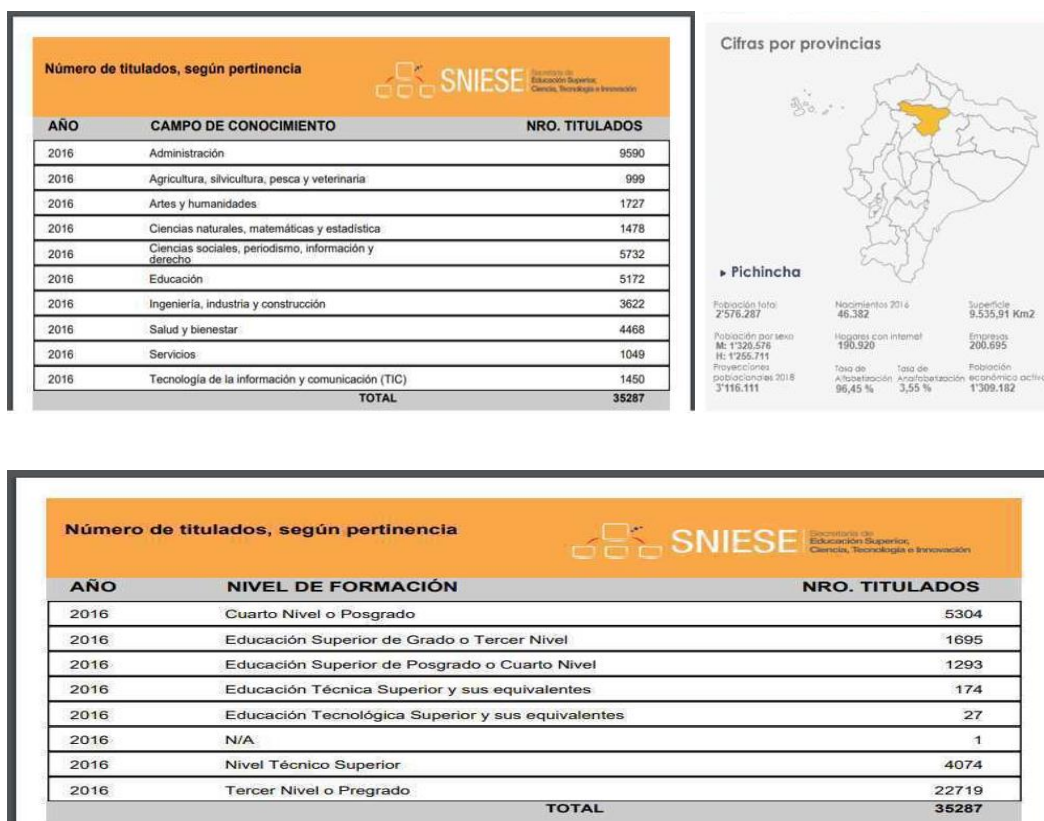 Número de titulados, según pertinencia
SNIESE
Secretaría de
Educación Superior,
Ciencia, Tecnología e Innovación
AÑO CAMPO DE CONOCIMIENTO NRO. TITULADOS
2016 Administración 9590
2016 Agricultura, silvicultura, pesca y veterinaria 999
2016 Artes y humanidades 1727
2016 Ciencias naturales, matemáticas y estadística 1478
2016 Ciencias sociales, periodismo, información y
derecho 5732
2016 Educación 5172
2016 Ingeniería, industria y construcción 3622
2016 Salud y bienestar 4468
2016 Servicios 1049
2016 Tecnología de la información y comunicación (TIC) 1450
TOTAL 35287
Cifras por provincias
Pichincha
Población total Nacimientos 2016 Superficie
2'576.287 46.382 9.535,91 Km2
Población por sexo Hogares con internet Empresas
M: 1'320.576 190.920 200.695
H: 1'255.711
Proyecciones Tasa de Tasa de Población
poblacionales 2018 Alfabetización Analfabetización económica activa
3'116.111 96,45 % 3,55 % 1'309.182
Número de titulados, según pertinencia
SNIESE
Secretaría de
Educación Superior,
Ciencia, Tecnología e Innovación
AÑO NIVEL DE FORMACIÓN NRO. TITULADOS
2016 Cuarto Nivel o Posgrado 5304
2016 Educación Superior de Grado o Tercer Nivel 1695
2016 Educación Superior de Posgrado o Cuarto Nivel 1293
2016 Educación Técnica Superior y sus equivalentes 174
2016 Educación Tecnológica Superior y sus equivalentes 27
2016 N/A 1
2016 Nivel Técnico Superior 4074
2016 Tercer Nivel o Pregrado 22719
TOTAL 35287